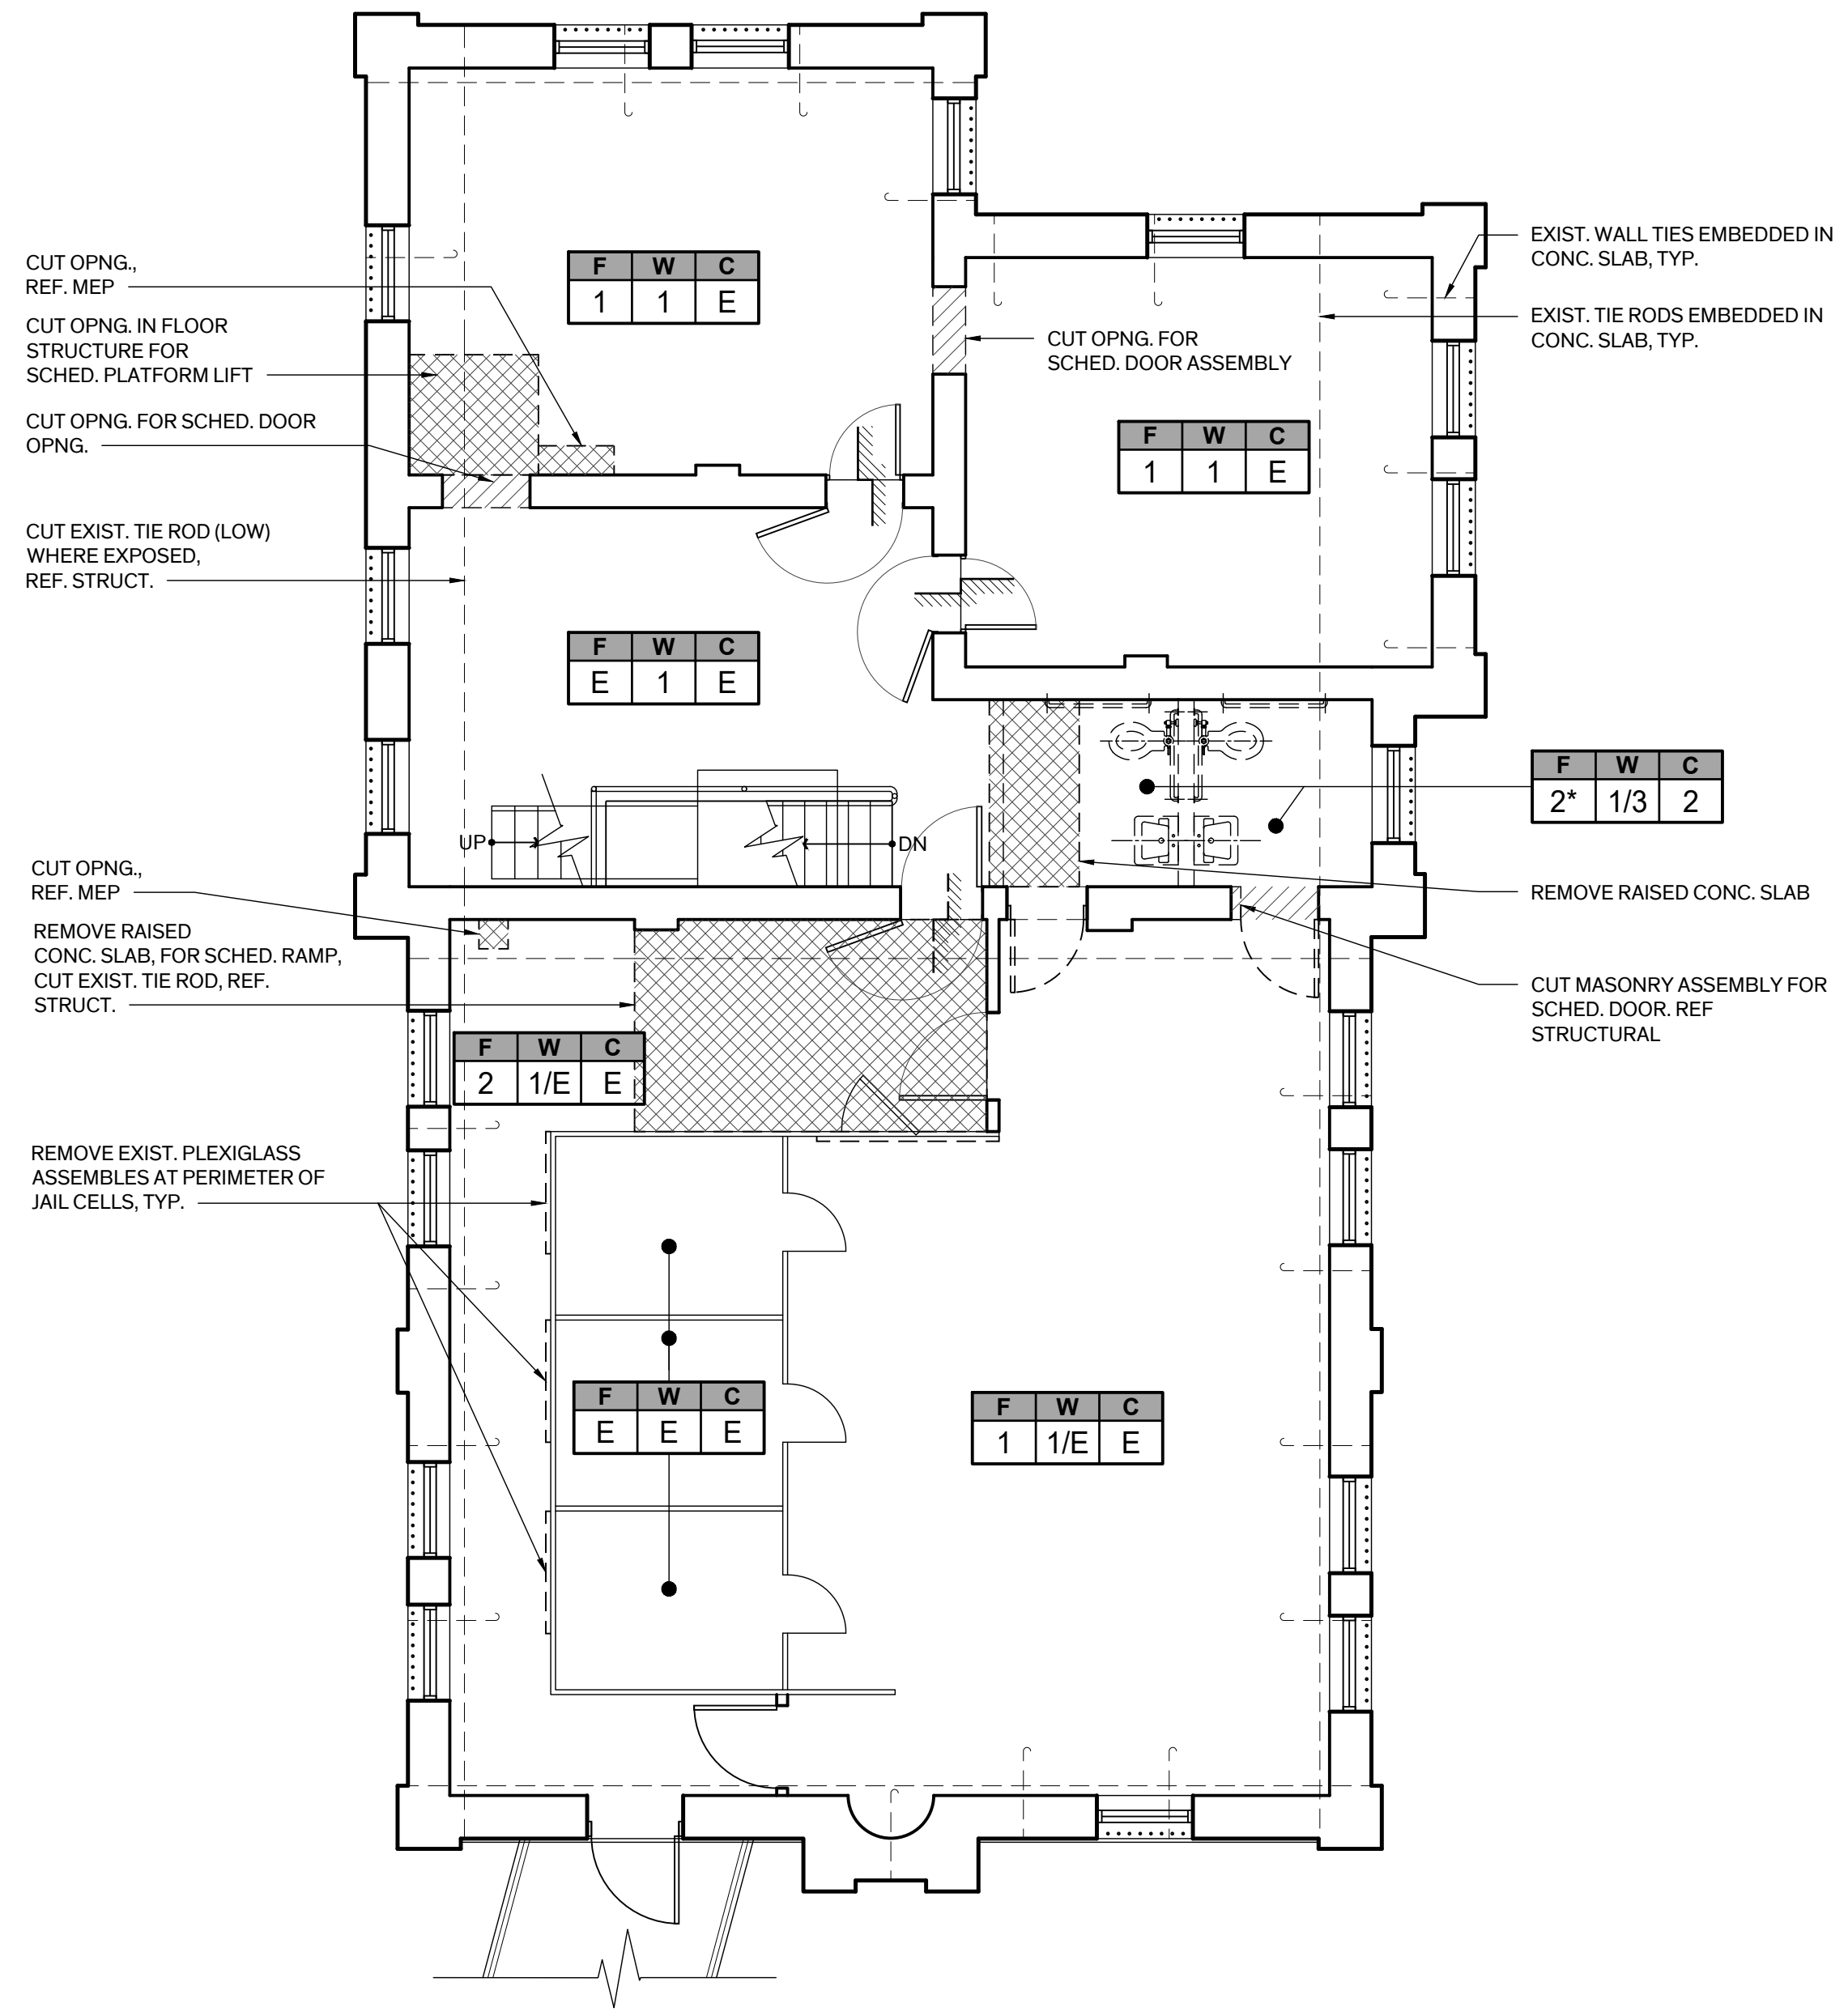 CUT OPNG.,
REF. MEP
CUT OPNG. IN FLOOR
STRUCTURE FOR
SCHED. PLATFORM LIFT
CUT OPNG. FOR SCHED. DOOR
OPNG.
CUT EXIST. TIE ROD (LOW)
WHERE EXPOSED,
REF. STRUCT.
CUT OPNG.,
REF. MEP
REMOVE RAISED
CONC. SLAB, FOR SCHED. RAMP,
CUT EXIST. TIE ROD, REF.
STRUCT.
REMOVE EXIST. PLEXIGLASS
ASSEMBLES AT PERIMETER OF
JAIL CELLS, TYP.
F W C
1 1 E
CUT OPNG. FOR
SCHED. DOOR ASSEMBLY
F W C
1 1 E
F W C
E 1 E
UP
DN
F W C
2 1/E E
F W C
E E E
F W C
1 1/E E
EXIST. WALL TIES EMBEDDED IN
CONC. SLAB, TYP.
EXIST. TIE RODS EMBEDDED IN
CONC. SLAB, TYP.
F W C
2* 1/3 2
REMOVE RAISED CONC. SLAB
CUT MASONRY ASSEMBLY FOR
SCHED. DOOR. REF
STRUCTURAL